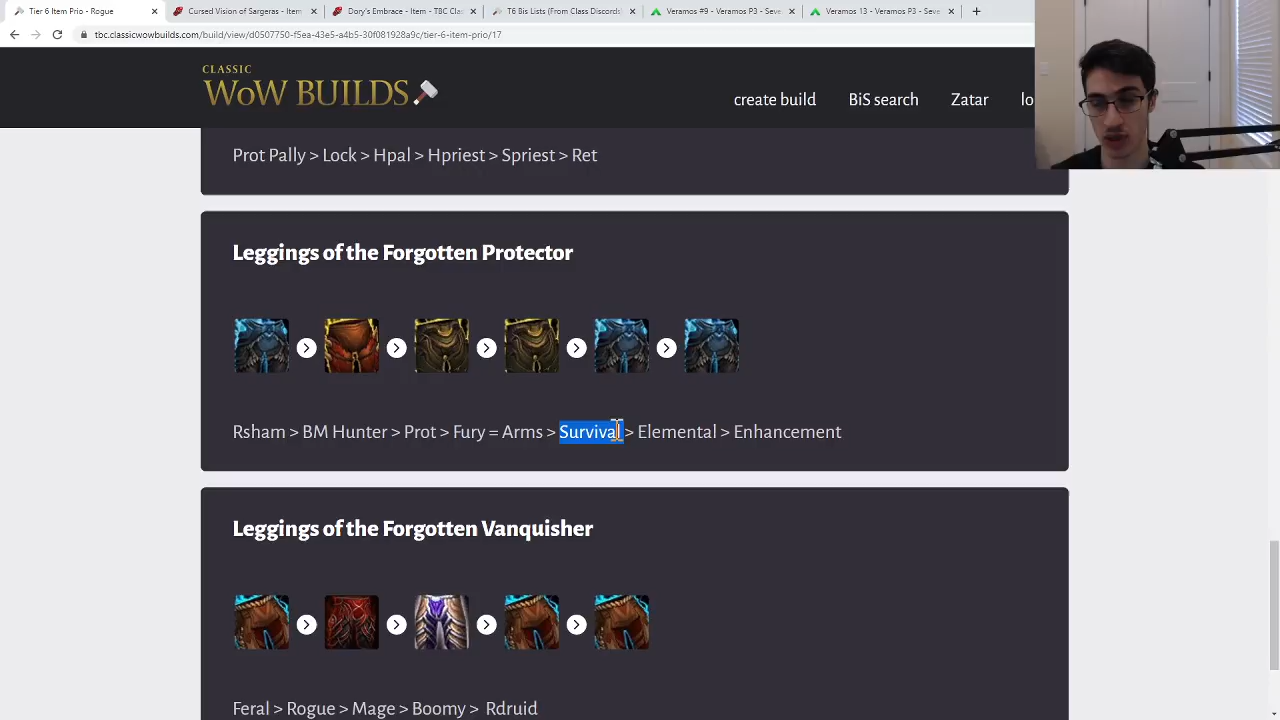 Tier 6 Item Prio - Rogue
Cursed Vision of Sargeras - Item
Dory's Embrace - Item - TBC Clas
T6 Bis Lists (From Class Discords)
Veramos #9 - Veramos P3 - Seve
Veramos 13 - Veramos P3 - Seve
tbc.classicwowbuilds.com/build/view/d0507750-f5ea-43e5-a4b5-30f081928a9c/tier-6-item-prio/17
CLASSIC
WoW BUILDS
create build
BiS search
Zatar
lo
Prot Pally > Lock > Hpal > Hpriest > Spriest > Ret
Leggings of the Forgotten Protector
Rsham > BM Hunter > Prot > Fury = Arms > Survival > Elemental > Enhancement
Leggings of the Forgotten Vanquisher
Feral > Rogue > Mage > Boomy > Rdruid